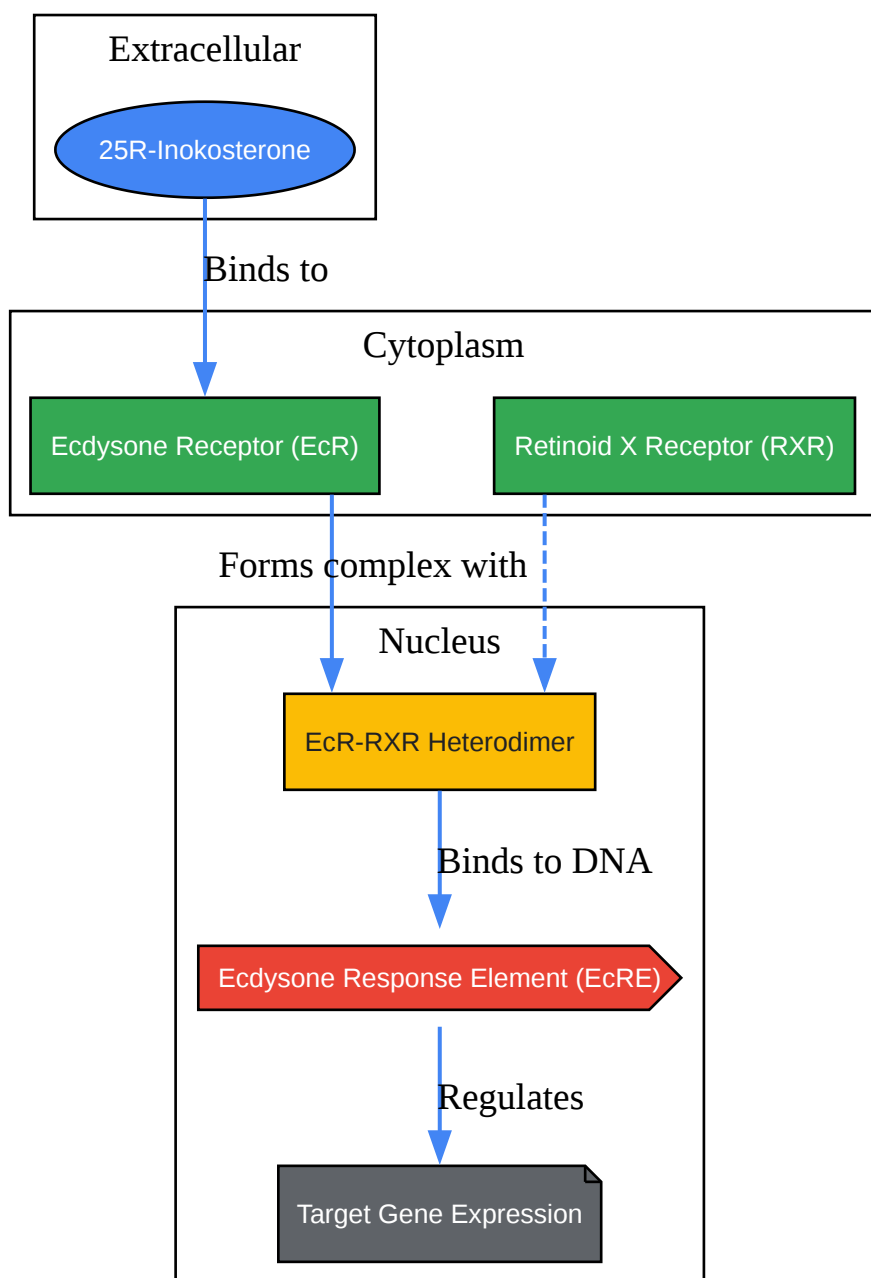 Extracellular
25R-Inokosterone
Binds to
Cytoplasm
Ecdysone Receptor (EcR)
Retinoid X Receptor (RXR)
Forms complex with
Nucleus
EcR-RXR Heterodimer
Binds to DNA
Ecdysone Response Element (EcRE)
Regulates
Target Gene Expression